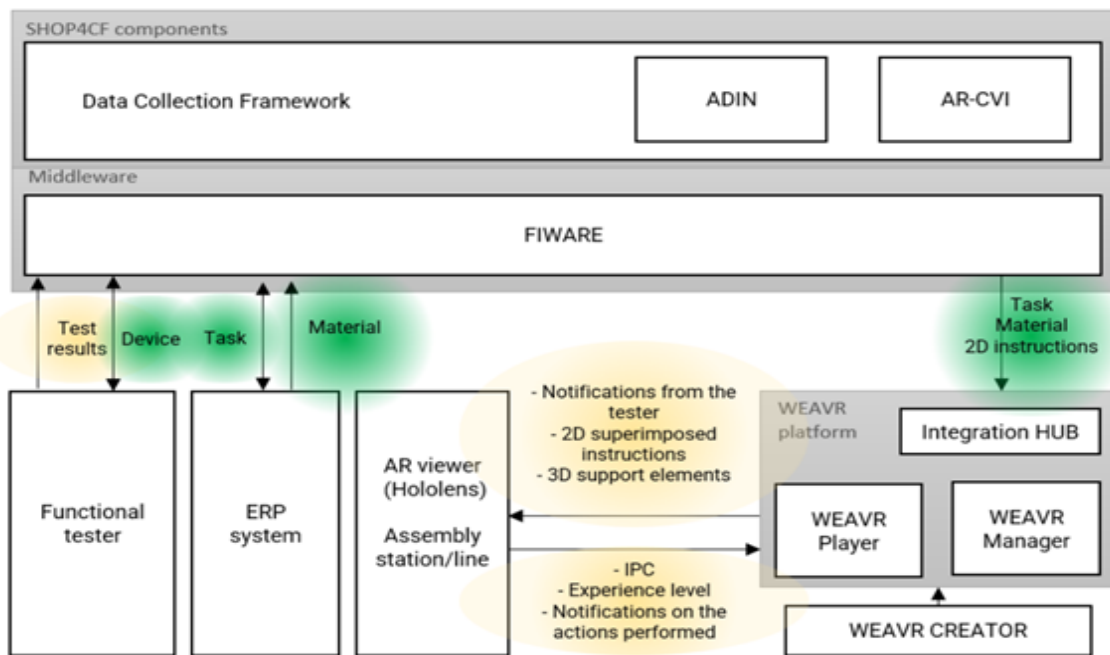 SHOP4CF components
Data Collection Framework
ADIN
AR-CVI
Middleware
FIWARE
Test
results
Device
Task
Material
Task
Material
2D instructions
Functional
tester
ERP
system
AR viewer
(Hololens)
Assembly
station/line
- Notifications from the
tester
- 2D superimposed
instructions
- 3D support elements
- IPC
- Experience level
- Notifications on the
actions performed
WEAVR
platform
Integration HUB
WEAVR
Player
WEAVR
Manager
WEAVR CREATOR